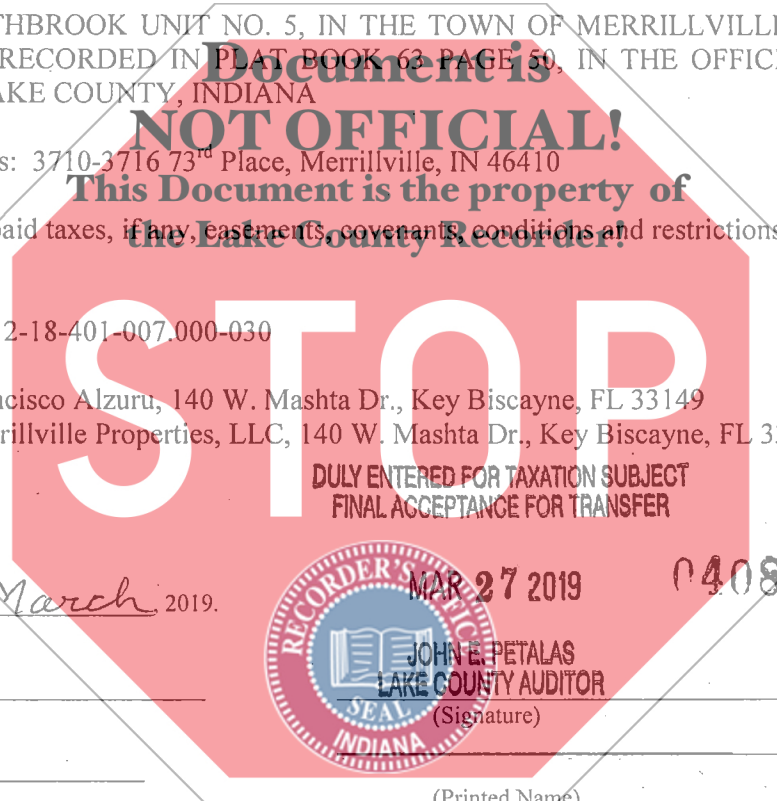 THBROOK UNIT NO. 5, IN THE TOWN OF MERRILLVILLE
RECORDED IN PLAT BOOK 63 PAGE 50, IN THE OFFICE
AKE COUNTY, INDIANA
Document is
NOT OFFICIAL!
s: 3710-3716 73rd Place, Merrillville, IN 46410
This Document is the property of
the Lake County Recorder!
aid taxes, if any, easements, covenants, conditions and restrictions
STOP
2-18-401-007.000-030
ncisco Alzuru, 140 W. Mashta Dr., Key Biscayne, FL 33149
rrillville Properties, LLC, 140 W. Mashta Dr., Key Biscayne, FL 3
DULY ENTERED FOR TAXATION SUBJECT
FINAL ACCEPTANCE FOR TRANSFER
MAR 27 2019
0408
March, 2019.
JOHN E. PETALAS
LAKE COUNTY AUDITOR
RECORDER'S OFFICE
SEAL
INDIANA
(Signature)
(Printed Name)